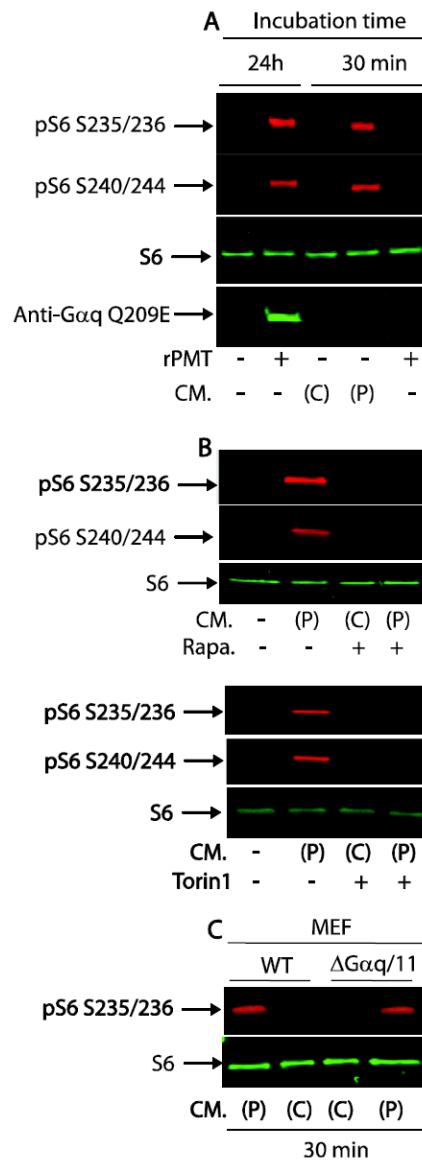 A Incubation time
24h 30 min
pS6 S235/236
pS6 S240/244
S6
Anti-Gαq Q209E
rPMT - + - - +
CM. - - (C) (P) -
B
pS6 S235/236
pS6 S240/244
S6
CM. - (P) (C) (P)
Rapa. - - + +
pS6 S235/236
pS6 S240/244
S6
CM. - (P) (C) (P)
Torin1 - - + +
C MEF
WT ΔGαq/11
pS6 S235/236
S6
CM. (P) (C) (C) (P)
30 min